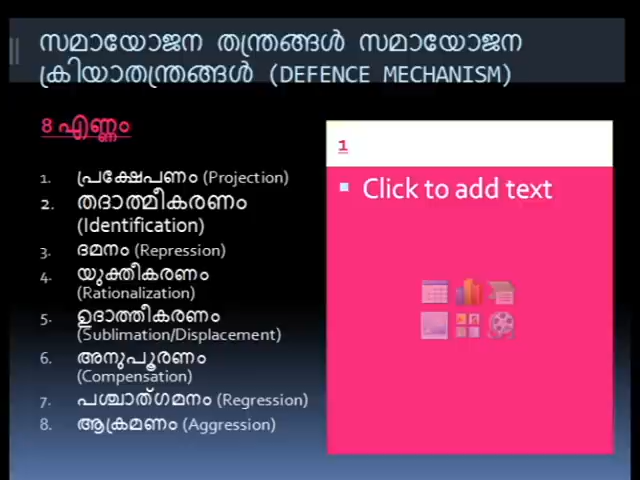 സമായോജന തന്ത്രങ്ങൾ സമായോജന
ക്രിയാതന്ത്രങ്ങൾ (DEFENCE MECHANISM)
8 എണ്ണം
1. പ്രക്ഷേപണം (Projection)
2. തദാത്മീകരണം
(Identification)
3. ദമനം (Repression)
4. യുക്തീകരണം
(Rationalization)
5. ഉദാത്തീകരണം
(Sublimation/Displacement)
6. അനുപൂരണം
(Compensation)
7. പശ്ചാത്ഗമനം (Regression)
8. ആക്രമണം (Aggression)
1
Click to add text